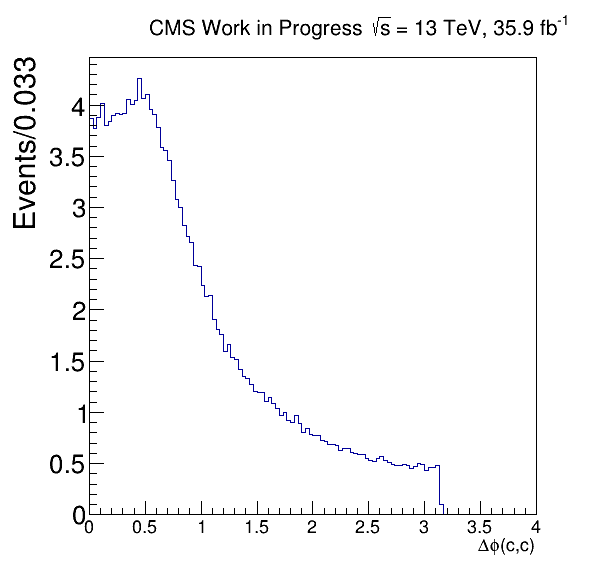 CMS Work in Progress √s = 13 TeV, 35.9 fb⁻¹
Events/0.033
4
3.5
3
2.5
2
1.5
1
0.5
0
0 0.5 1 1.5 2 2.5 3 3.5 4
Δϕ(c,c)